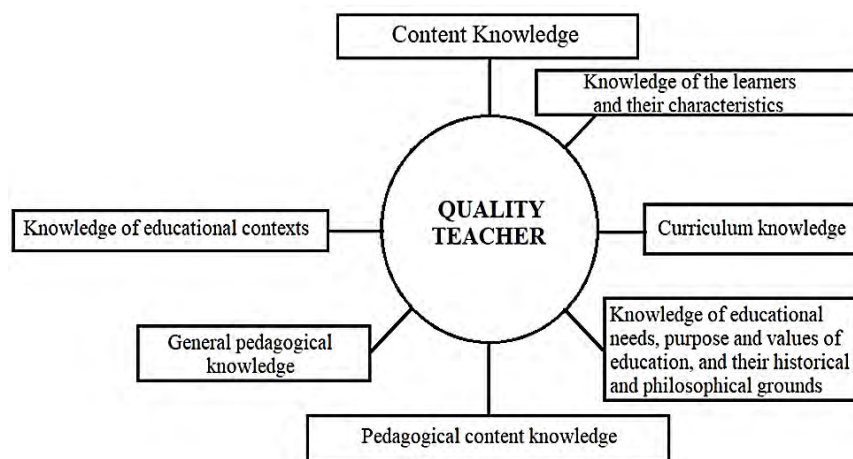 Content Knowledge
Knowledge of the learners
and their characteristics
QUALITY
TEACHER
Knowledge of educational contexts
Curriculum knowledge
General pedagogical
knowledge
Knowledge of educational
needs, purpose and values of
education, and their historical
and philosophical grounds
Pedagogical content knowledge